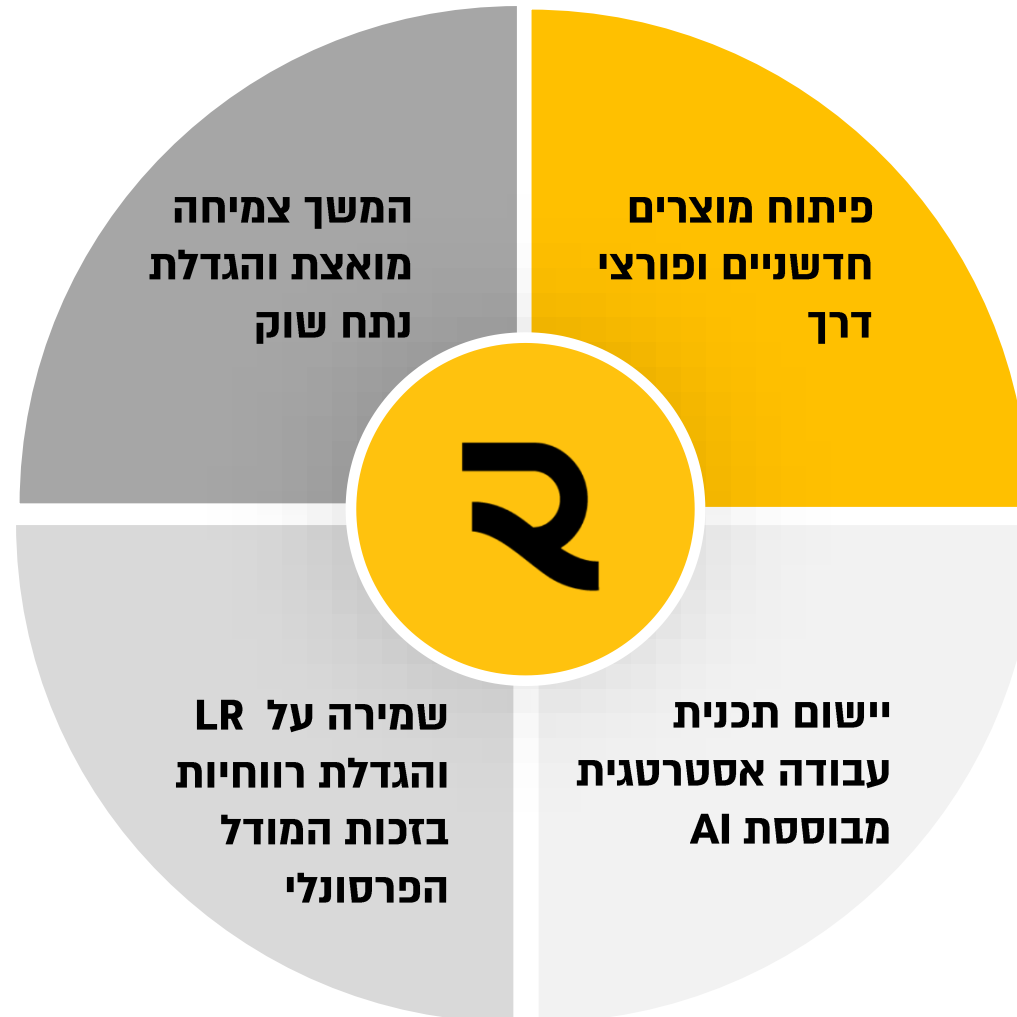 פיתוח מוצרים
חדשניים ופורצי
דרך
המשך צמיחה
מואצת והגדלת
נתח שוק
יישום תכנית
עבודה אסטרטגית
מבוססת AI
שמירה על LR
והגדלת רווחיות
בזכות המודל
הפרסונלי